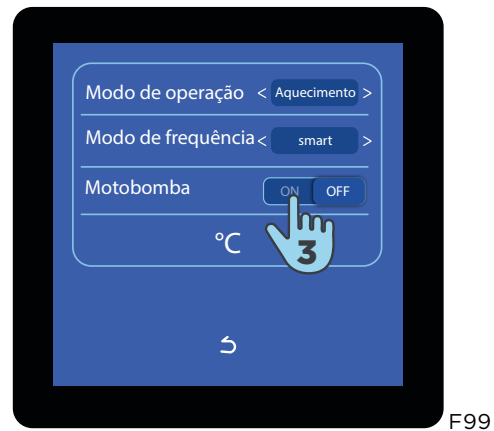 Modo de operação < Aquecimento >
Modo de frequência < smart >
Motobomba ON OFF
°C
3
F99